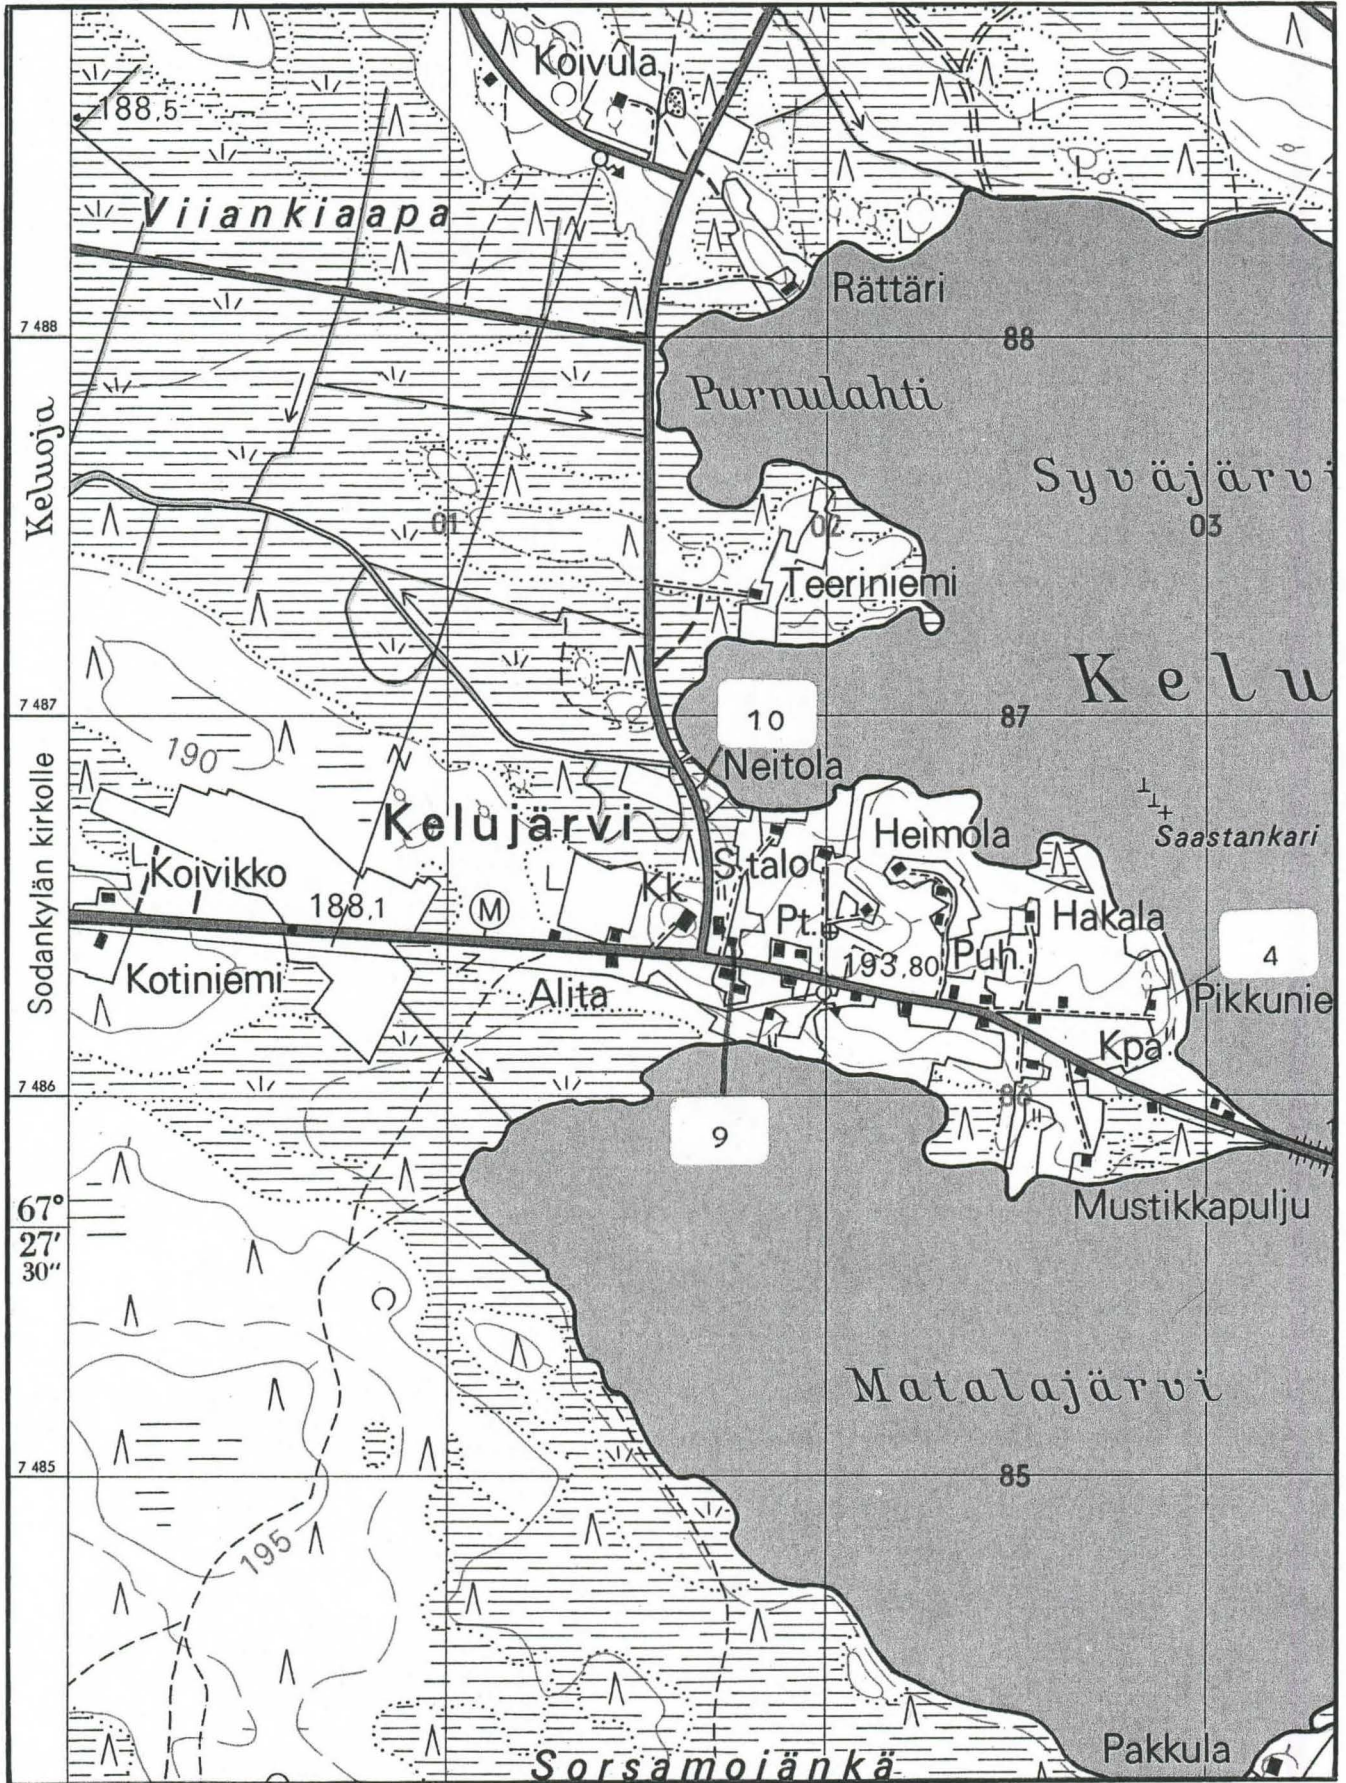 Koivula
188,5
Viiankiaapa
Rättäri
7 488
88
Purnulahti
Keluoja
Syväjärvi
01
02
03
Teeriniemi
Kelu
7 487
10
87
190
Neitola
Sodankylän kirkolle
Kelujärvi
Heimola
Saastankari
S.talo
Koivikko
Kk.
188,1
M
Pt.
Hakala
4
193,80
Puh.
Kotiniemi
Z
Alita
Pikkunie
Kpa
7 486
86
9
67°
27'
30"
Mustikkapulju
Matalajärvi
7 485
85
195
Sorsamojänkä
Pakkula